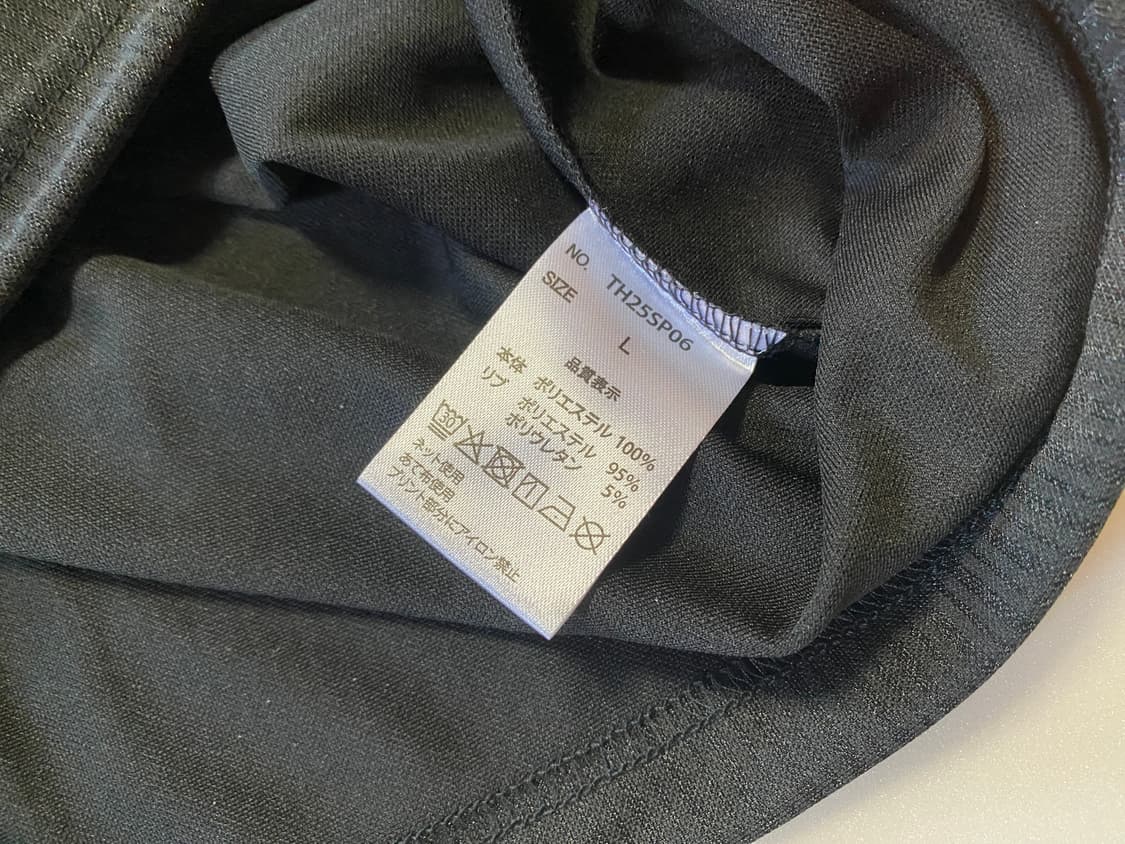 NO. TH25SP06
SIZE L
品質表示
本体 ポリエステル 100%
リブ ポリエステル 95%
ポリウレタン 5%
30
ネット使用
あて布使用
プリント部分にアイロン禁止